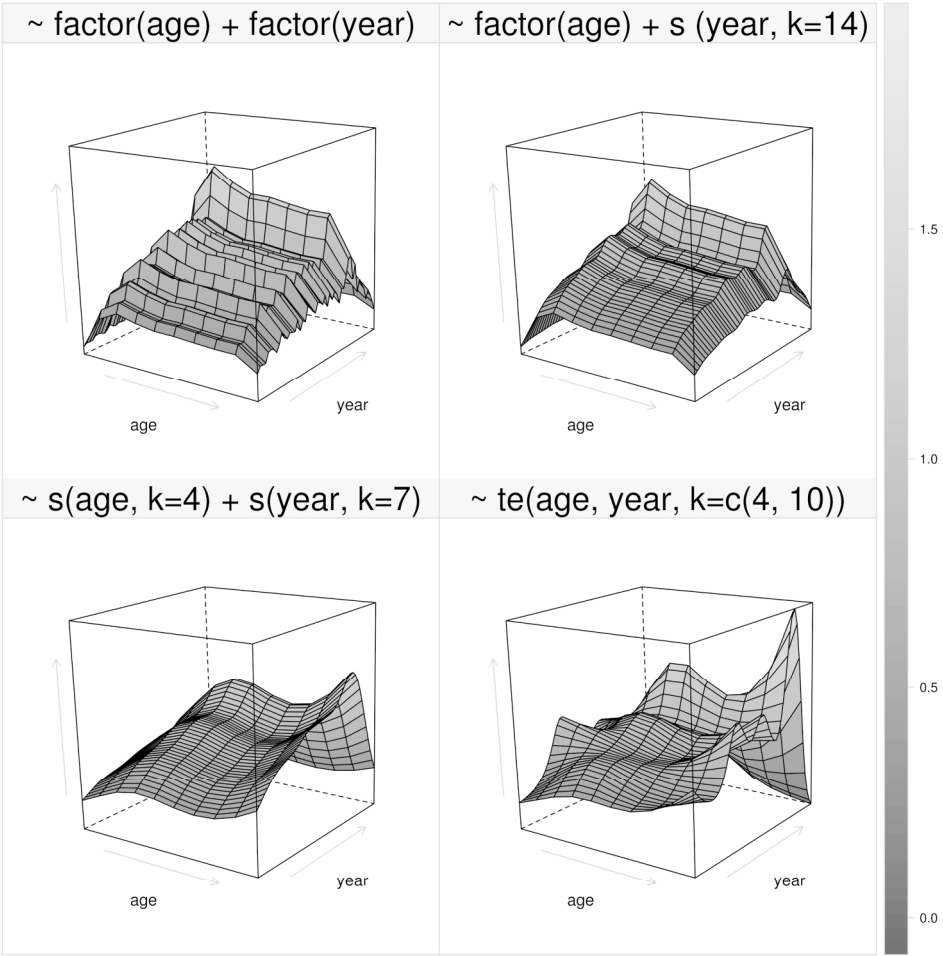 ~ factor(age) + factor(year)
~ factor(age) + s (year, k=14)
age
year
age
year
~ s(age, k=4) + s(year, k=7)
~ te(age, year, k=c(4, 10))
age
year
age
year
1.5
1.0
0.5
0.0